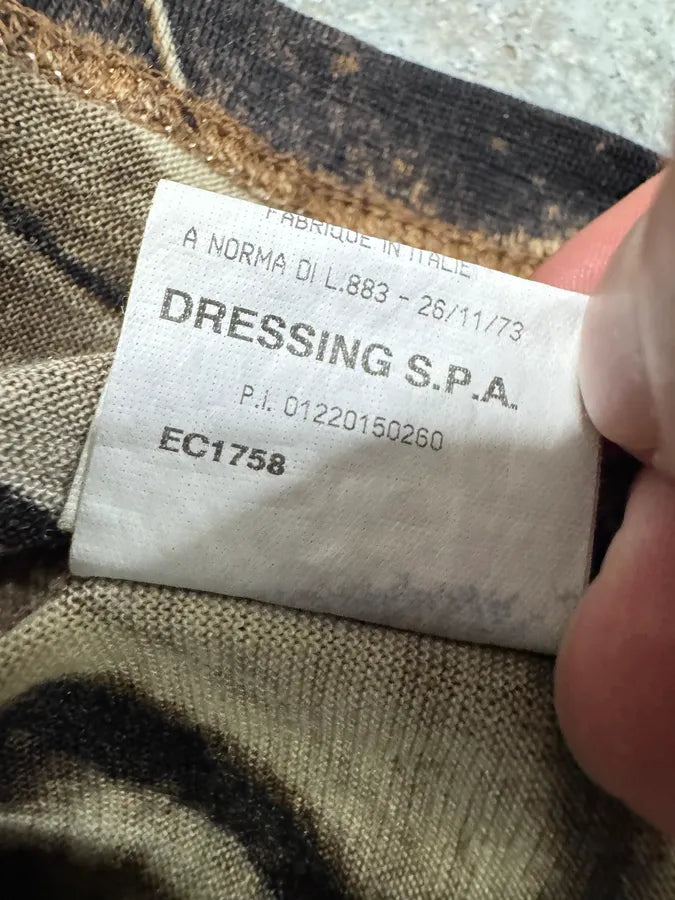 FABRIQUE IN ITALIE
A NORMA DI L.883 - 26/11/73
DRESSING S.P.A.
P.I. 01220150260
EC1758